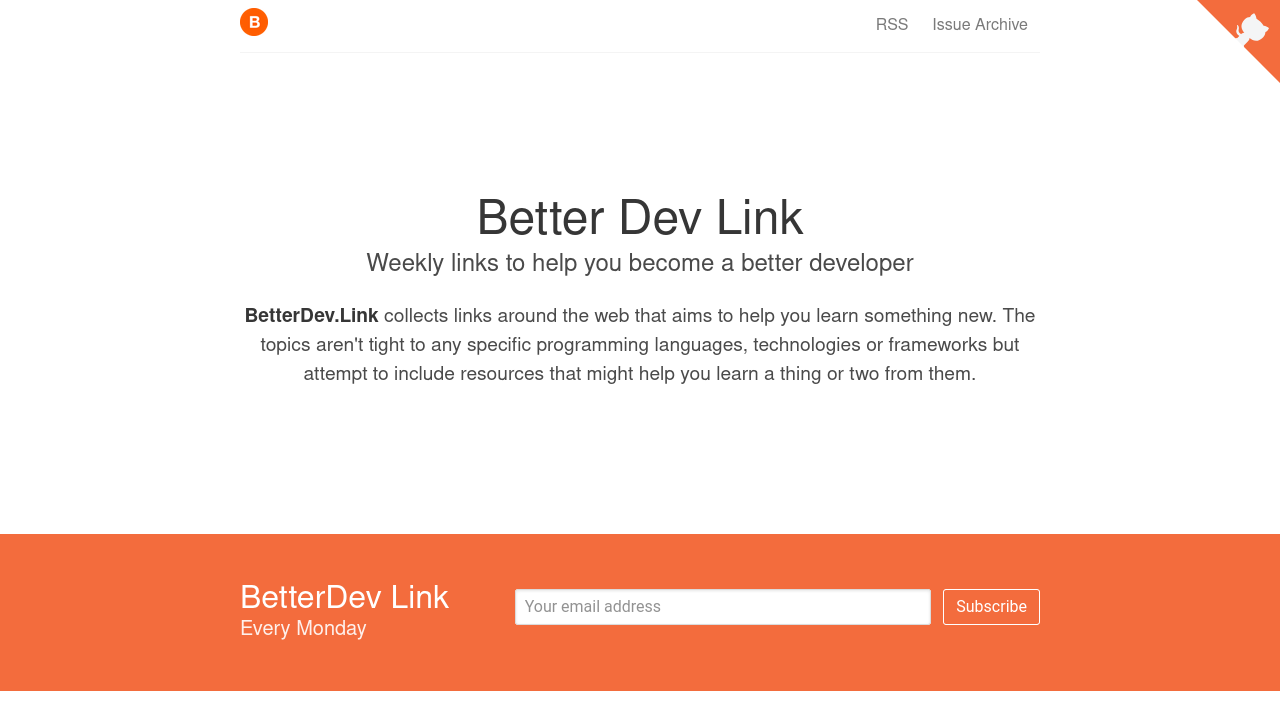 B
RSS
Issue Archive
Better Dev Link
Weekly links to help you become a better developer
BetterDev.Link collects links around the web that aims to help you learn something new. The
topics aren't tight to any specific programming languages, technologies or frameworks but
attempt to include resources that might help you learn a thing or two from them.
BetterDev Link
Every Monday
Your email address
Subscribe